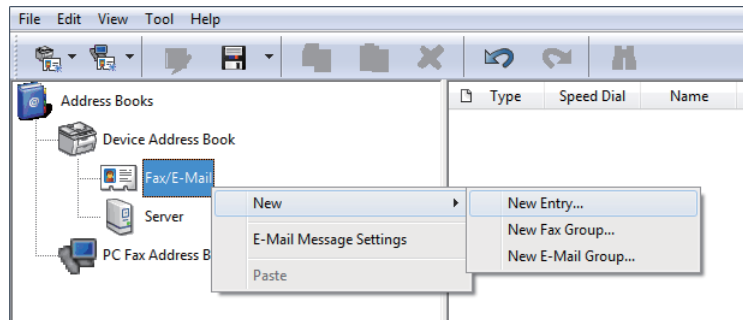 File Edit View Tool Help
Address Books
Type Speed Dial Name
Device Address Book
Fax/E-Mail
New
New Entry...
Server
E-Mail Message Settings
New Fax Group...
PC Fax Address B
New E-Mail Group...
Paste